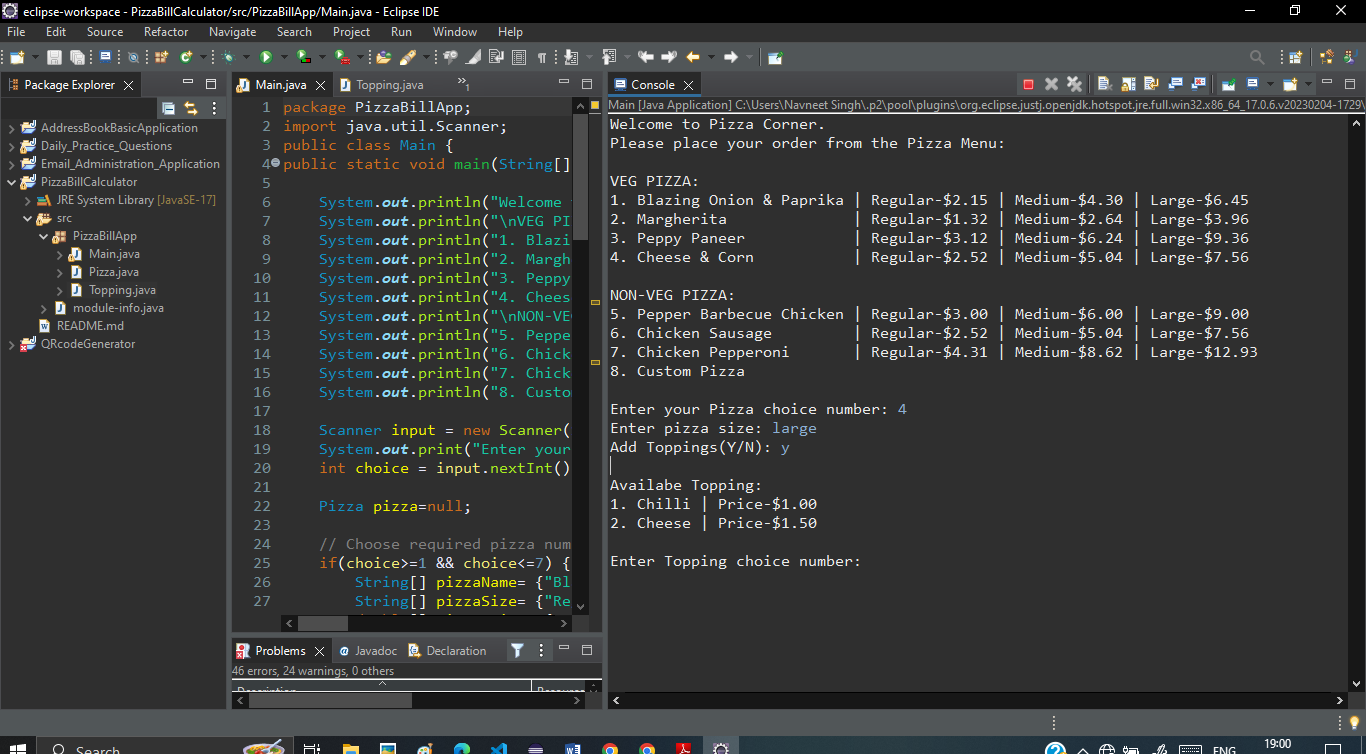 eclipse-workspace - PizzaBillCalculator/src/PizzaBillApp/Main.java - Eclipse IDE
File Edit Source Refactor Navigate Search Project Run Window Help
Package Explorer
AddressBookBasicApplication
Daily_Practice_Questions
Email_Administration_Application
PizzaBillCalculator
JRE System Library [JavaSE-17]
src
PizzaBillApp
Main.java
Pizza.java
Topping.java
module-info.java
README.md
QRcodeGenerator
Main.java Topping.java »1
1 package PizzaBillApp;
2 import java.util.Scanner;
3 public class Main {
4 public static void main(String[]
5
6 System.out.println("Welcome
7 System.out.println("\nVEG PI
8 System.out.println("1. Blazi
9 System.out.println("2. Margh
10 System.out.println("3. Peppy
11 System.out.println("4. Chees
12 System.out.println("\nNON-VE
13 System.out.println("5. Peppe
14 System.out.println("6. Chick
15 System.out.println("7. Chick
16 System.out.println("8. Custo
17
18 Scanner input = new Scanner(
19 System.out.print("Enter your
20 int choice = input.nextInt()
21
22 Pizza pizza=null;
23
24 // Choose required pizza num
25 if(choice>=1 && choice<=7) {
26 String[] pizzaName= {"Bl
27 String[] pizzaSize= {"Re
Problems Javadoc Declaration
46 errors, 24 warnings, 0 others
Description Resource
Console
Main [Java Application] C:\Users\Navneet Singh\.p2\pool\plugins\org.eclipse.justj.openjdk.hotspot.jre.full.win32.x86_64_17.0.6.v20230204-1729\
Welcome to Pizza Corner.
Please place your order from the Pizza Menu:
VEG PIZZA:
1. Blazing Onion & Paprika | Regular-$2.15 | Medium-$4.30 | Large-$6.45
2. Margherita | Regular-$1.32 | Medium-$2.64 | Large-$3.96
3. Peppy Paneer | Regular-$3.12 | Medium-$6.24 | Large-$9.36
4. Cheese & Corn | Regular-$2.52 | Medium-$5.04 | Large-$7.56
NON-VEG PIZZA:
5. Pepper Barbecue Chicken | Regular-$3.00 | Medium-$6.00 | Large-$9.00
6. Chicken Sausage | Regular-$2.52 | Medium-$5.04 | Large-$7.56
7. Chicken Pepperoni | Regular-$4.31 | Medium-$8.62 | Large-$12.93
8. Custom Pizza
Enter your Pizza choice number: 4
Enter pizza size: large
Add Toppings(Y/N): y
Availabe Topping:
1. Chilli | Price-$1.00
2. Cheese | Price-$1.50
Enter Topping choice number:
Search
ENG
19:00